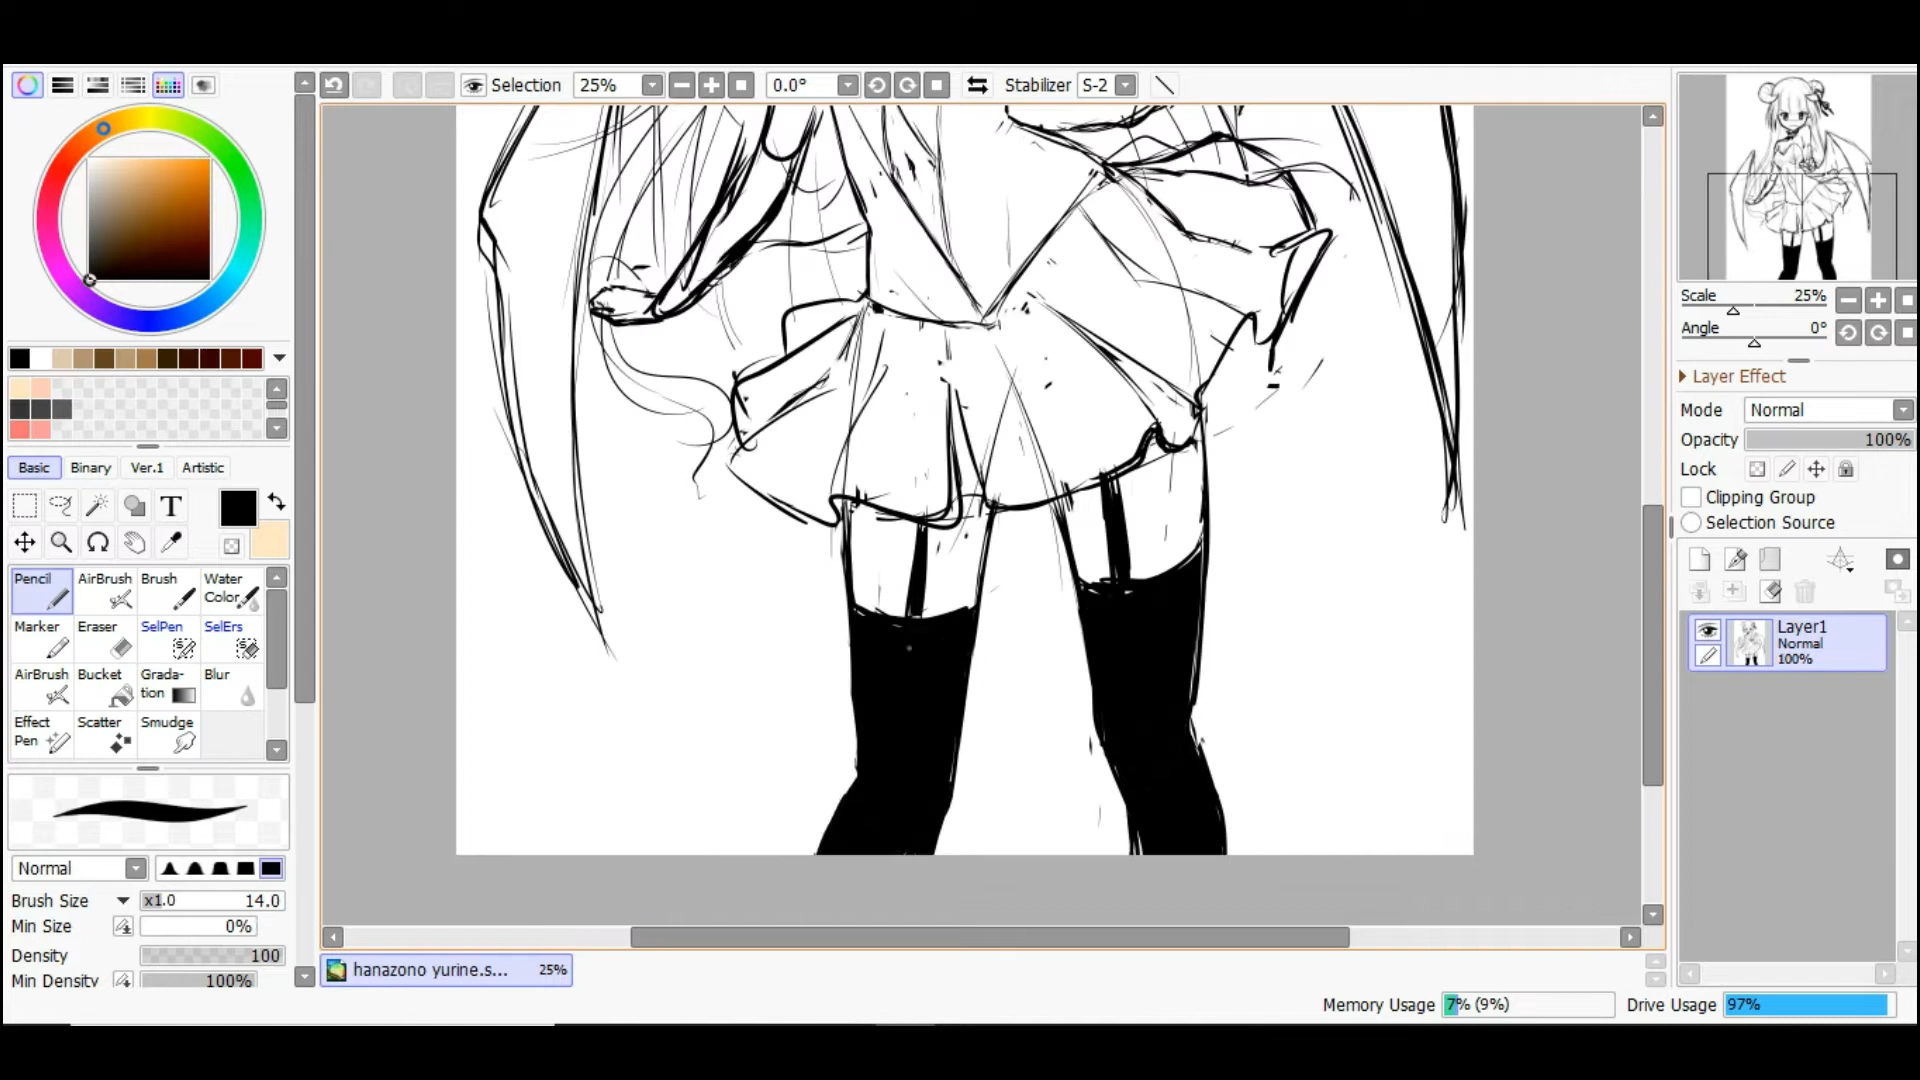 Selection 25% 0.0° Stabilizer S-2
Scale 25%
Angle 0°
Layer Effect
Mode Normal
Opacity 100%
Lock
Clipping Group
Selection Source
Layer1
Normal
100%
Basic Binary Ver.1 Artistic
T
Pencil AirBrush Brush Water Color
Marker Eraser SelPen SelErs
AirBrush Bucket Grada-tion Blur
Effect Pen Scatter Smudge
Normal
Brush Size x1.0 14.0
Min Size 0%
Density 100
Min Density 100%
hanazono yurine.s... 25%
Memory Usage 7% (9%) Drive Usage 97%